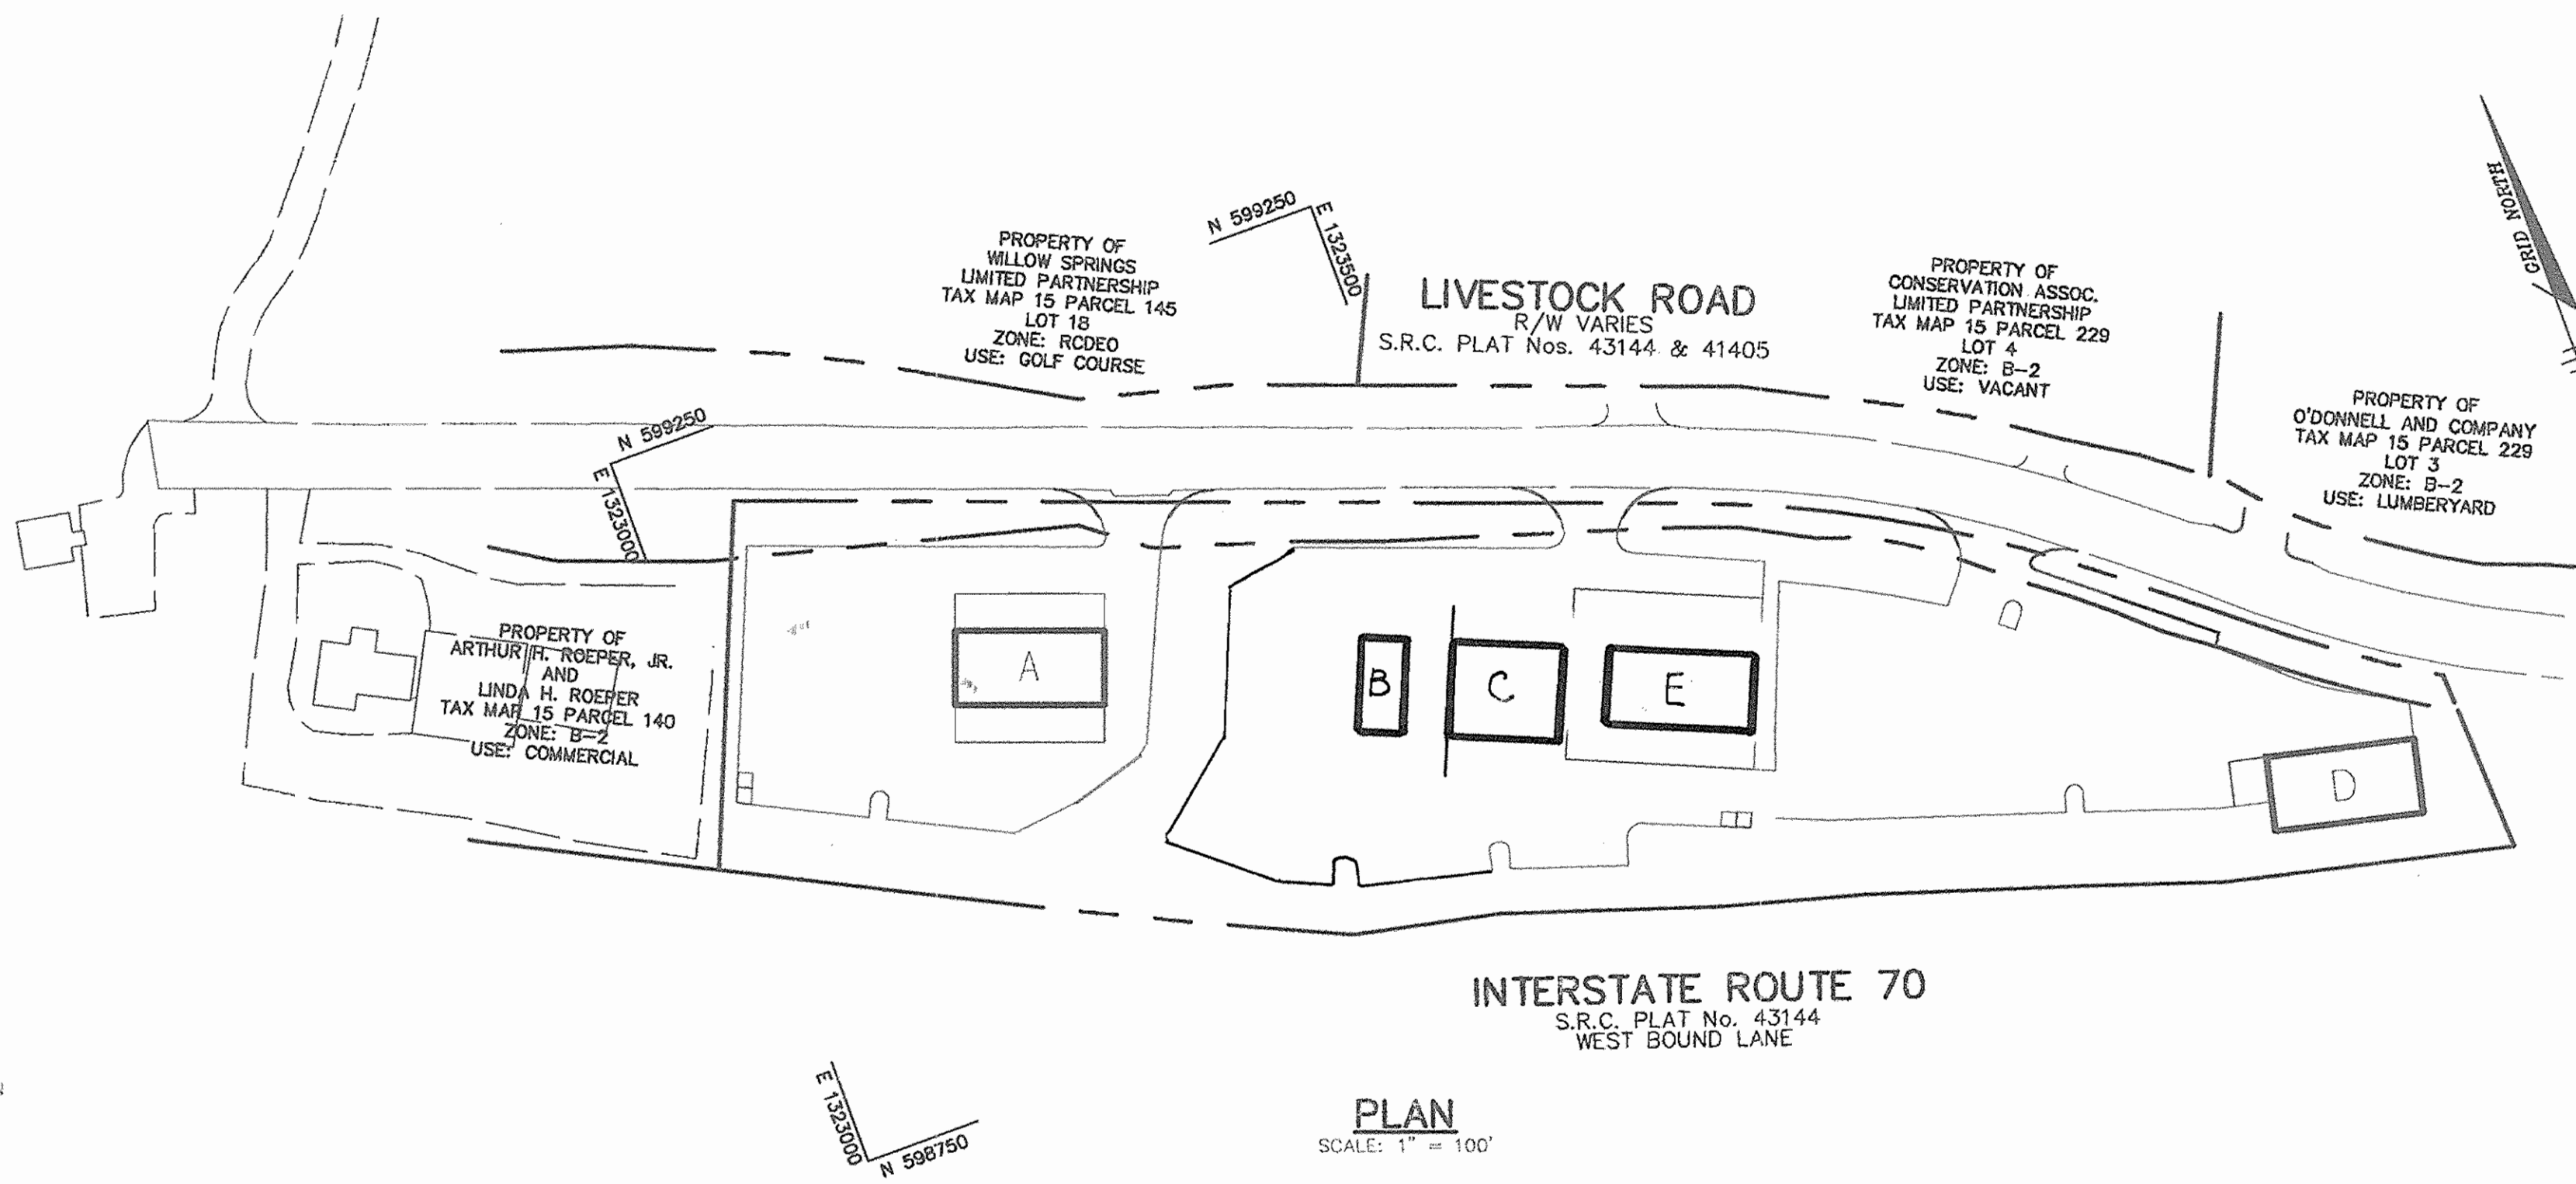 N 599250
E 1323500
GRID NORTH
PROPERTY OF
WILLOW SPRINGS
LIMITED PARTNERSHIP
TAX MAP 15 PARCEL 145
LOT 18
ZONE: RCDEO
USE: GOLF COURSE
LIVESTOCK ROAD
R/W VARIES
S.R.C. PLAT Nos. 43144 & 41405
PROPERTY OF
CONSERVATION ASSOC.
LIMITED PARTNERSHIP
TAX MAP 15 PARCEL 229
LOT 4
ZONE: B-2
USE: VACANT
PROPERTY OF
O'DONNELL AND COMPANY
TAX MAP 15 PARCEL 229
LOT 3
ZONE: B-2
USE: LUMBERYARD
N 599250
E 1323000
PROPERTY OF
ARTHUR H. ROEPER, JR.
AND
LINDA H. ROEPER
TAX MAP 15 PARCEL 140
ZONE: B-2
USE: COMMERCIAL
A
B
C
E
D
INTERSTATE ROUTE 70
S.R.C. PLAT No. 43144
WEST BOUND LANE
E 1323000
N 598750
PLAN
SCALE: 1" = 100'